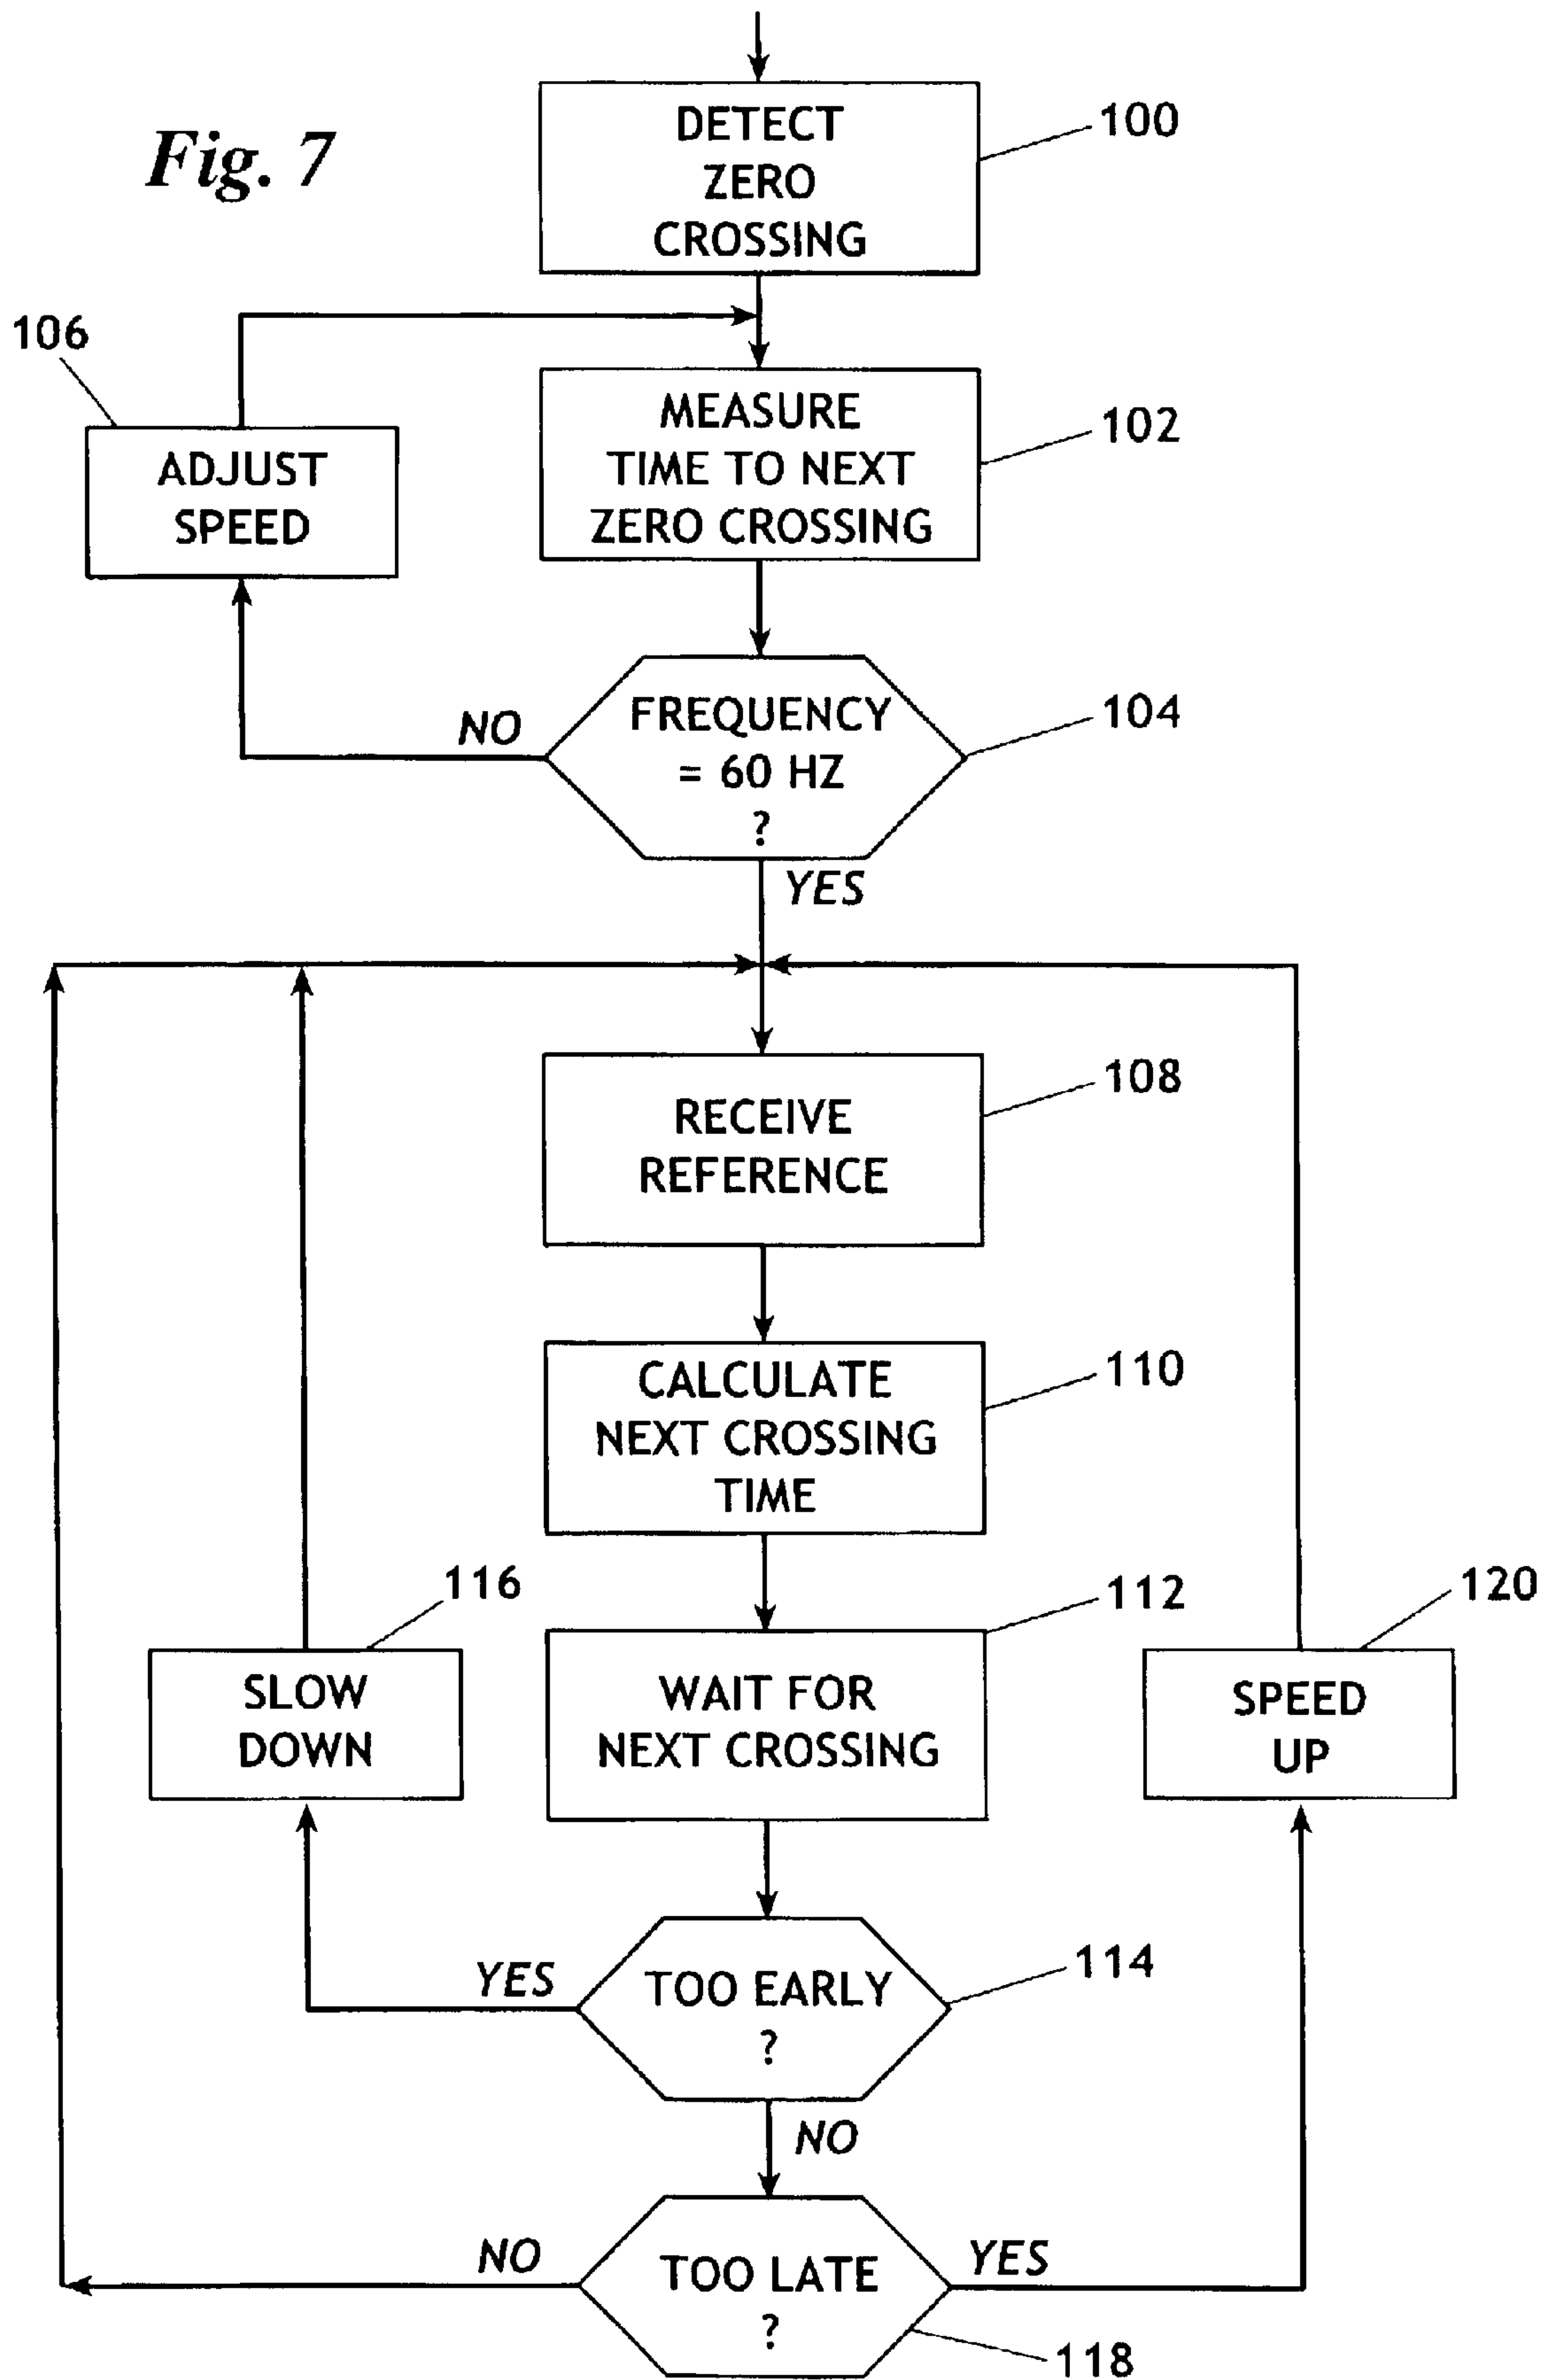 Fig. 7
DETECT
ZERO
CROSSING
100
106
ADJUST
SPEED
MEASURE
TIME TO NEXT
ZERO CROSSING
102
NO
FREQUENCY
= 60 HZ
?
104
YES
RECEIVE
REFERENCE
108
CALCULATE
NEXT CROSSING
TIME
110
116
SLOW
DOWN
WAIT FOR
NEXT CROSSING
112
120
SPEED
UP
YES
TOO EARLY
?
114
NO
NO
TOO LATE
?
YES
118